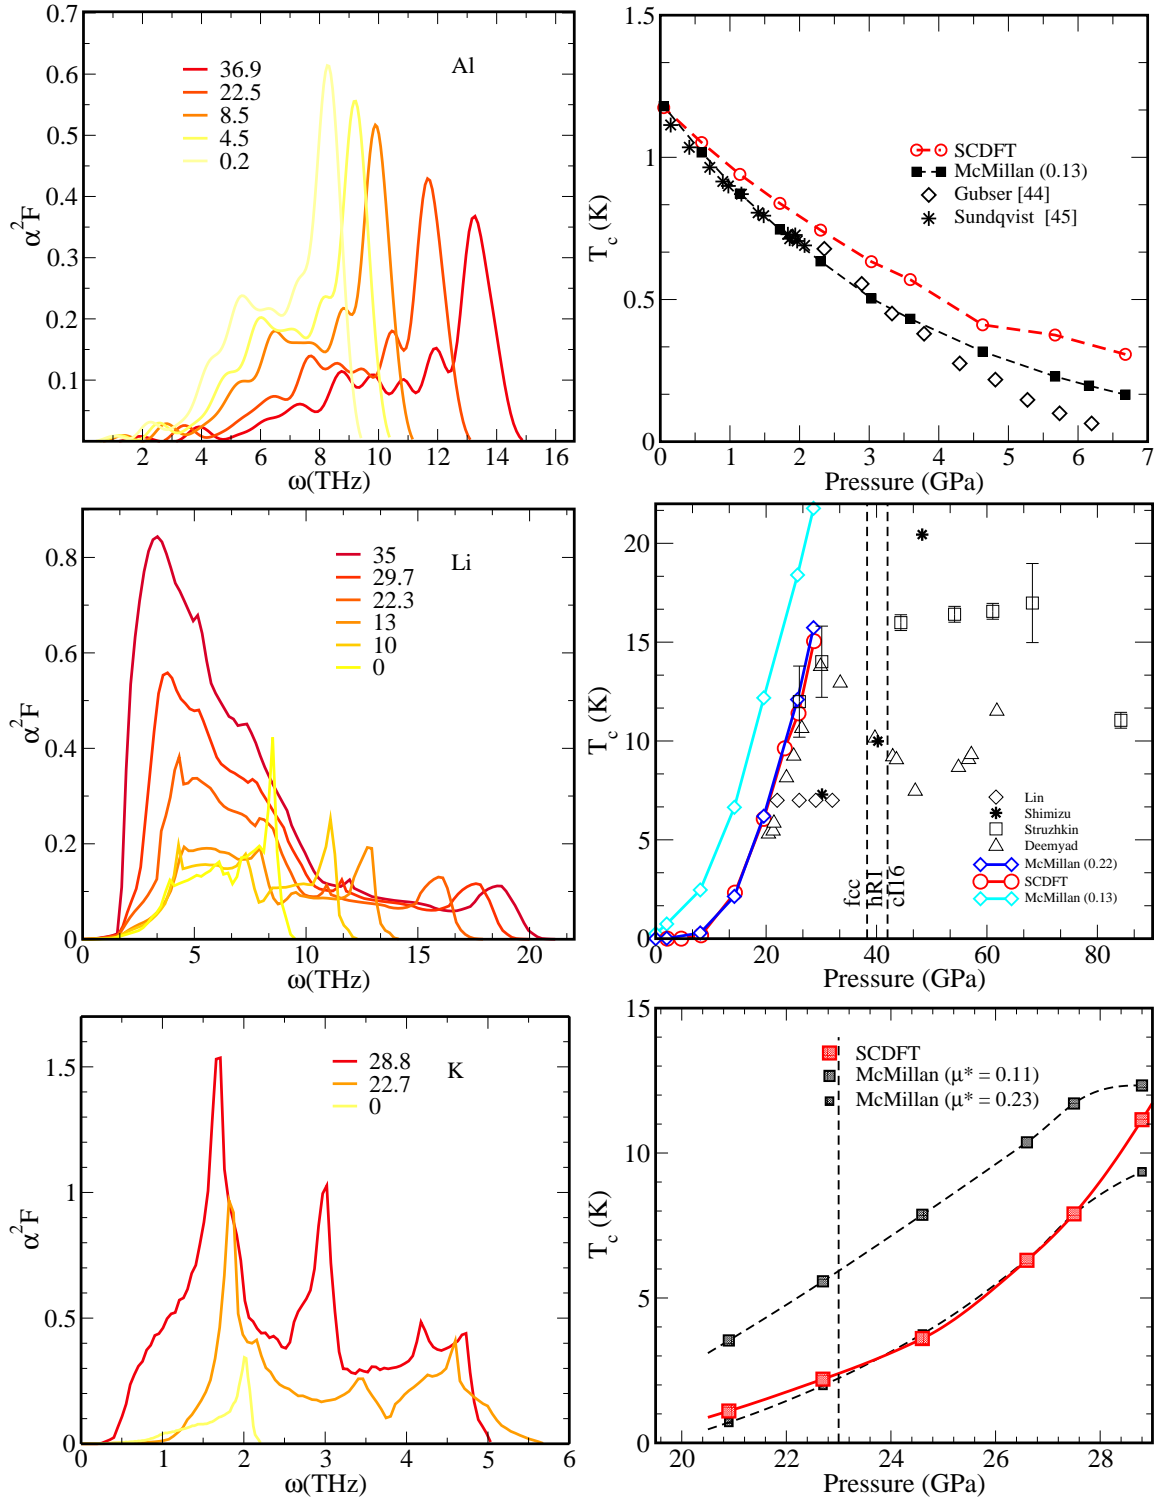 0.7
0.6
0.5
0.4
0.3
0.2
0.1
α²F
36.9
22.5
8.5
4.5
0.2
Al
2 4 6 8 10 12 14 16
ω(THz)
1.5
1
0.5
0
T_c (K)
SCDFT
McMillan (0.13)
Gubser [44]
Sundqvist [45]
0 1 2 3 4 5 6 7
Pressure (GPa)
0.8
0.6
0.4
0.2
0
α²F
35
29.7
22.3
13
10
0
Li
0 5 10 15 20
ω(THz)
20
15
10
5
0
T_c (K)
fcc
hRI
cI16
Lin
Shimizu
Struzhkin
Deemyad
McMillan (0.22)
SCDFT
McMillan (0.13)
0 20 40 60 80
Pressure (GPa)
1.5
1
0.5
0
α²F
28.8
22.7
0
K
0 1 2 3 4 5 6
ω(THz)
15
10
5
0
T_c (K)
SCDFT
McMillan (μ* = 0.11)
McMillan (μ* = 0.23)
20 22 24 26 28
Pressure (GPa)